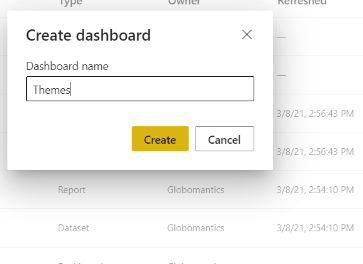 Type Owner Refreshed
Create dashboard
—
Dashboard name
—
Themes
3/8/21, 2:56:43 PM
Create Cancel
3/8/21, 2:56:43 PM
Report Globomantics 3/8/21, 2:54:10 PM
Dataset Globomantics 3/8/21, 2:54:10 PM